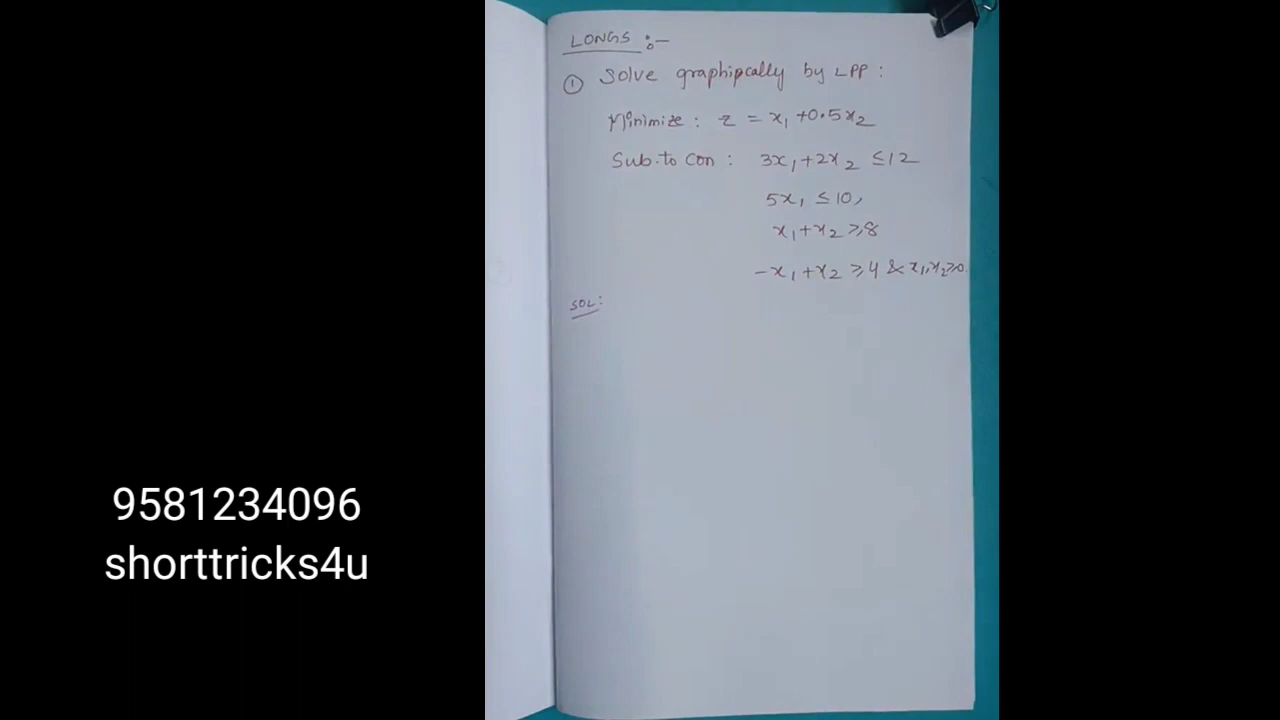 LONGS :-
① Solve graphipcally by LPP :
Minimize : z = x₁ +0.5x₂
Sub.to Con : 3x₁+2x₂ ≤12
5x₁ ≤ 10,
x₁+x₂ ≥8
-x₁+x₂ ≥4 & x₁,x₂≥0.
SOL:
9581234096
shorttricks4u